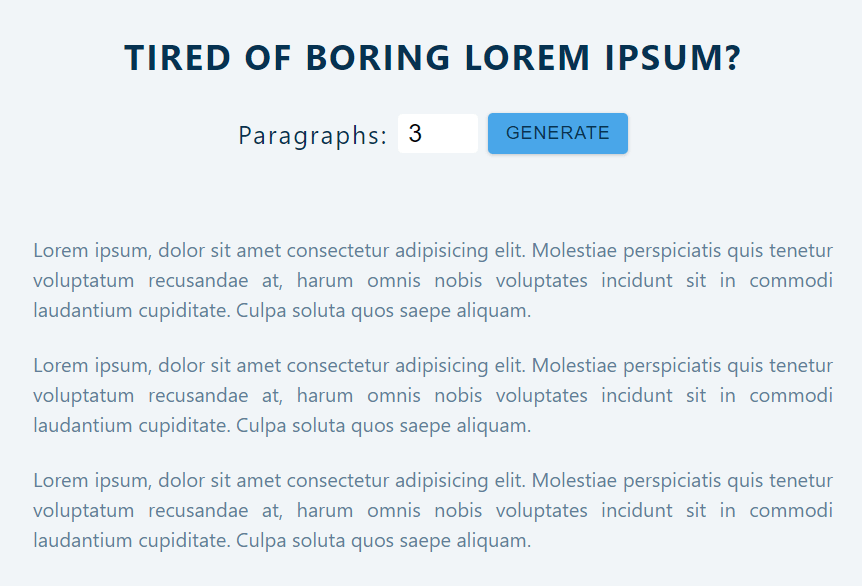 TIRED OF BORING LOREM IPSUM?
Paragraphs: 3 GENERATE
Lorem ipsum, dolor sit amet consectetur adipisicing elit. Molestiae perspiciatis quis tenetur
voluptatum recusandae at, harum omnis nobis voluptates incidunt sit in commodi
laudantium cupiditate. Culpa soluta quos saepe aliquam.
Lorem ipsum, dolor sit amet consectetur adipisicing elit. Molestiae perspiciatis quis tenetur
voluptatum recusandae at, harum omnis nobis voluptates incidunt sit in commodi
laudantium cupiditate. Culpa soluta quos saepe aliquam.
Lorem ipsum, dolor sit amet consectetur adipisicing elit. Molestiae perspiciatis quis tenetur
voluptatum recusandae at, harum omnis nobis voluptates incidunt sit in commodi
laudantium cupiditate. Culpa soluta quos saepe aliquam.